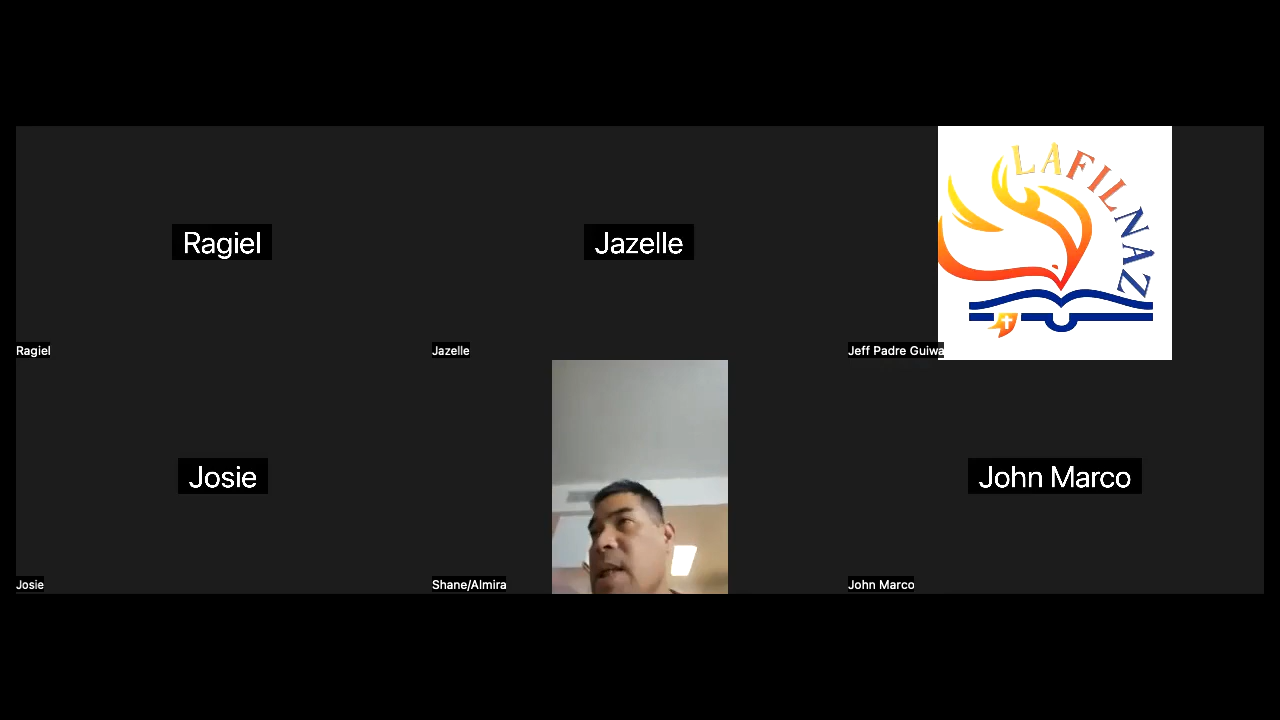 Ragiel
Jazelle
LAFILNAZ
Ragiel
Jazelle
Jeff Padre Guiwa
Josie
John Marco
Josie
Shane/Almira
John Marco